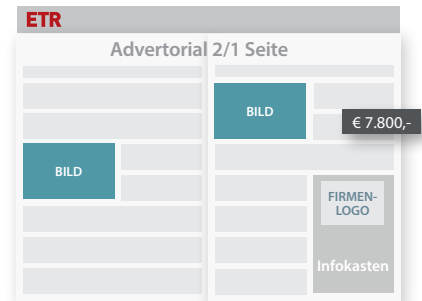 ETR
Advertorial 2/1 Seite
BILD
€ 7.800,-
BILD
FIRMEN-
LOGO
Infokasten